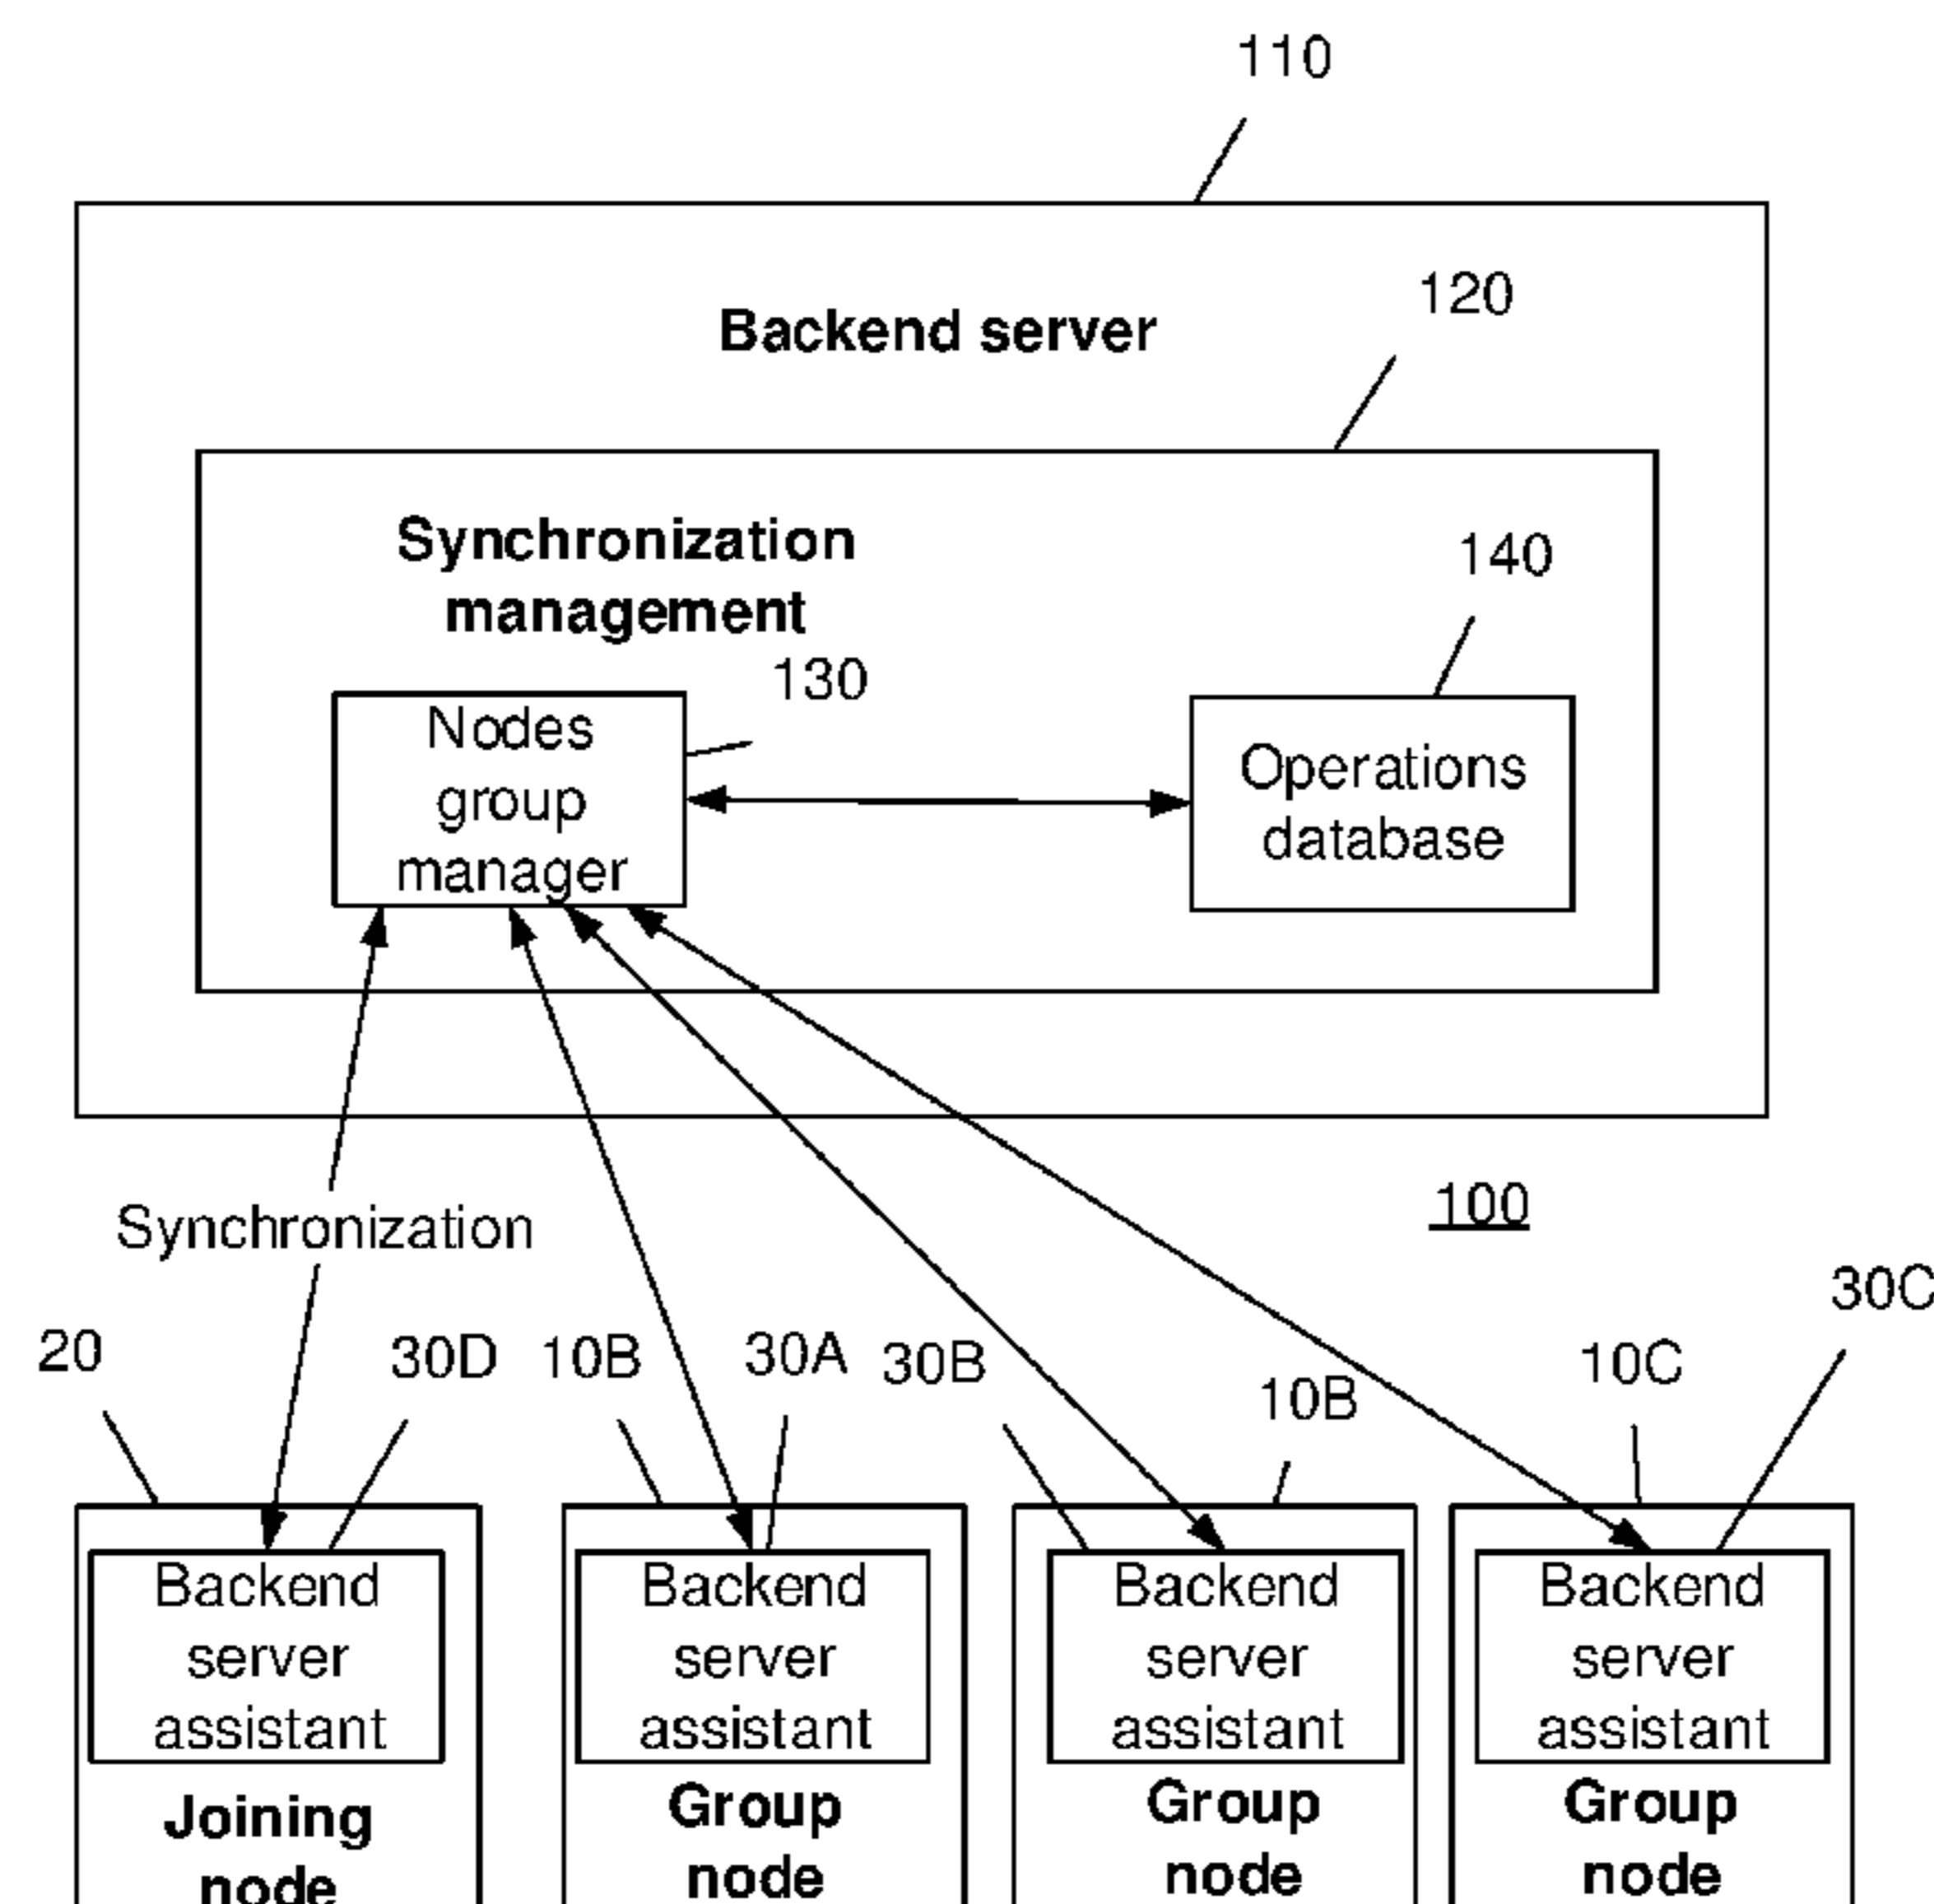 110
Backend server
120
Synchronization
management
140
130
Nodes
group
manager
Operations
database
100
Synchronization
30C
20
30D
10B
30A
30B
10B
10C
Backend
server
assistant
Joining
node
Backend
server
assistant
Group
node
Backend
server
assistant
Group
node
Backend
server
assistant
Group
node